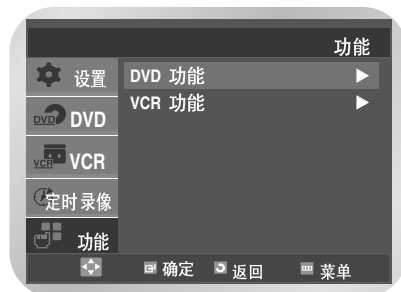 功能
设置
DVD 功能 ▶
VCR 功能 ▶
DVD DVD
VCR VCR
定时录像
功能
确定 返回 菜单